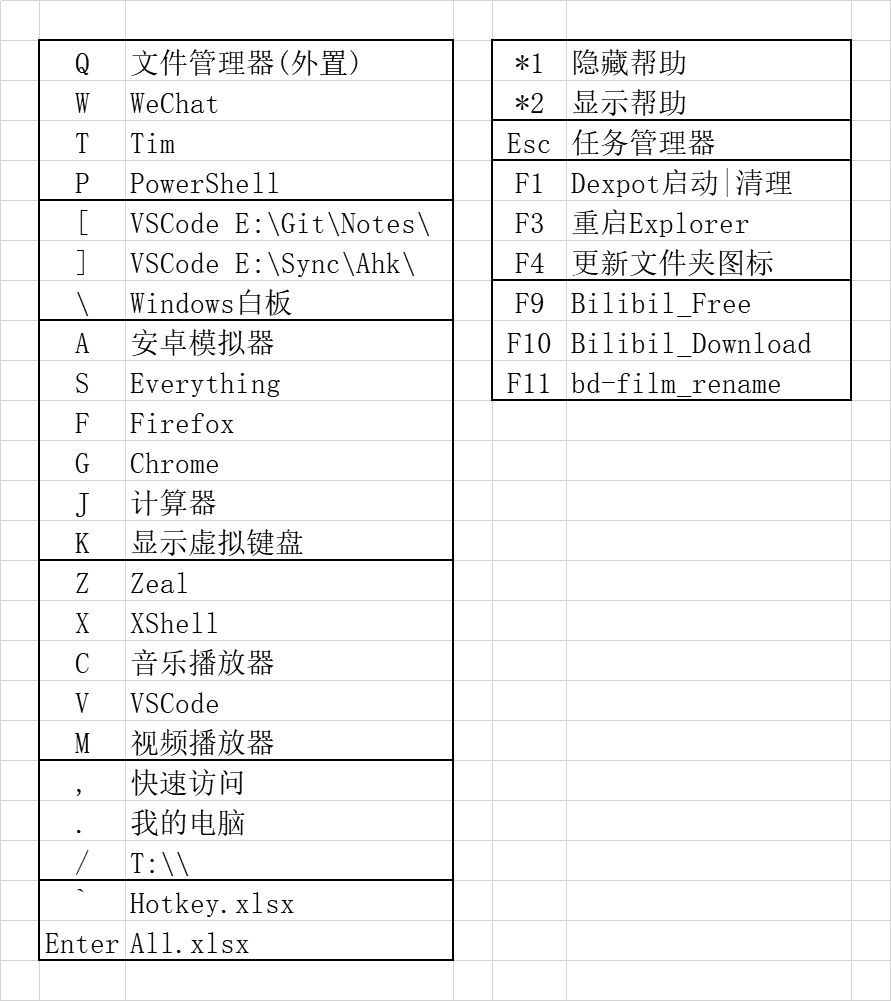 Q 文件管理器(外置)
W WeChat
T Tim
P PowerShell
[ VSCode E:\Git\Notes\
] VSCode E:\Sync\Ahk\
\ Windows白板
A 安卓模拟器
S Everything
F Firefox
G Chrome
J 计算器
K 显示虚拟键盘
Z Zeal
X XShell
C 音乐播放器
V VSCode
M 视频播放器
, 快速访问
. 我的电脑
/ T:\\
` Hotkey.xlsx
Enter All.xlsx
*1 隐藏帮助
*2 显示帮助
Esc 任务管理器
F1 Dexpot启动|清理
F3 重启Explorer
F4 更新文件夹图标
F9 Bilibil_Free
F10 Bilibil_Download
F11 bd-film_rename